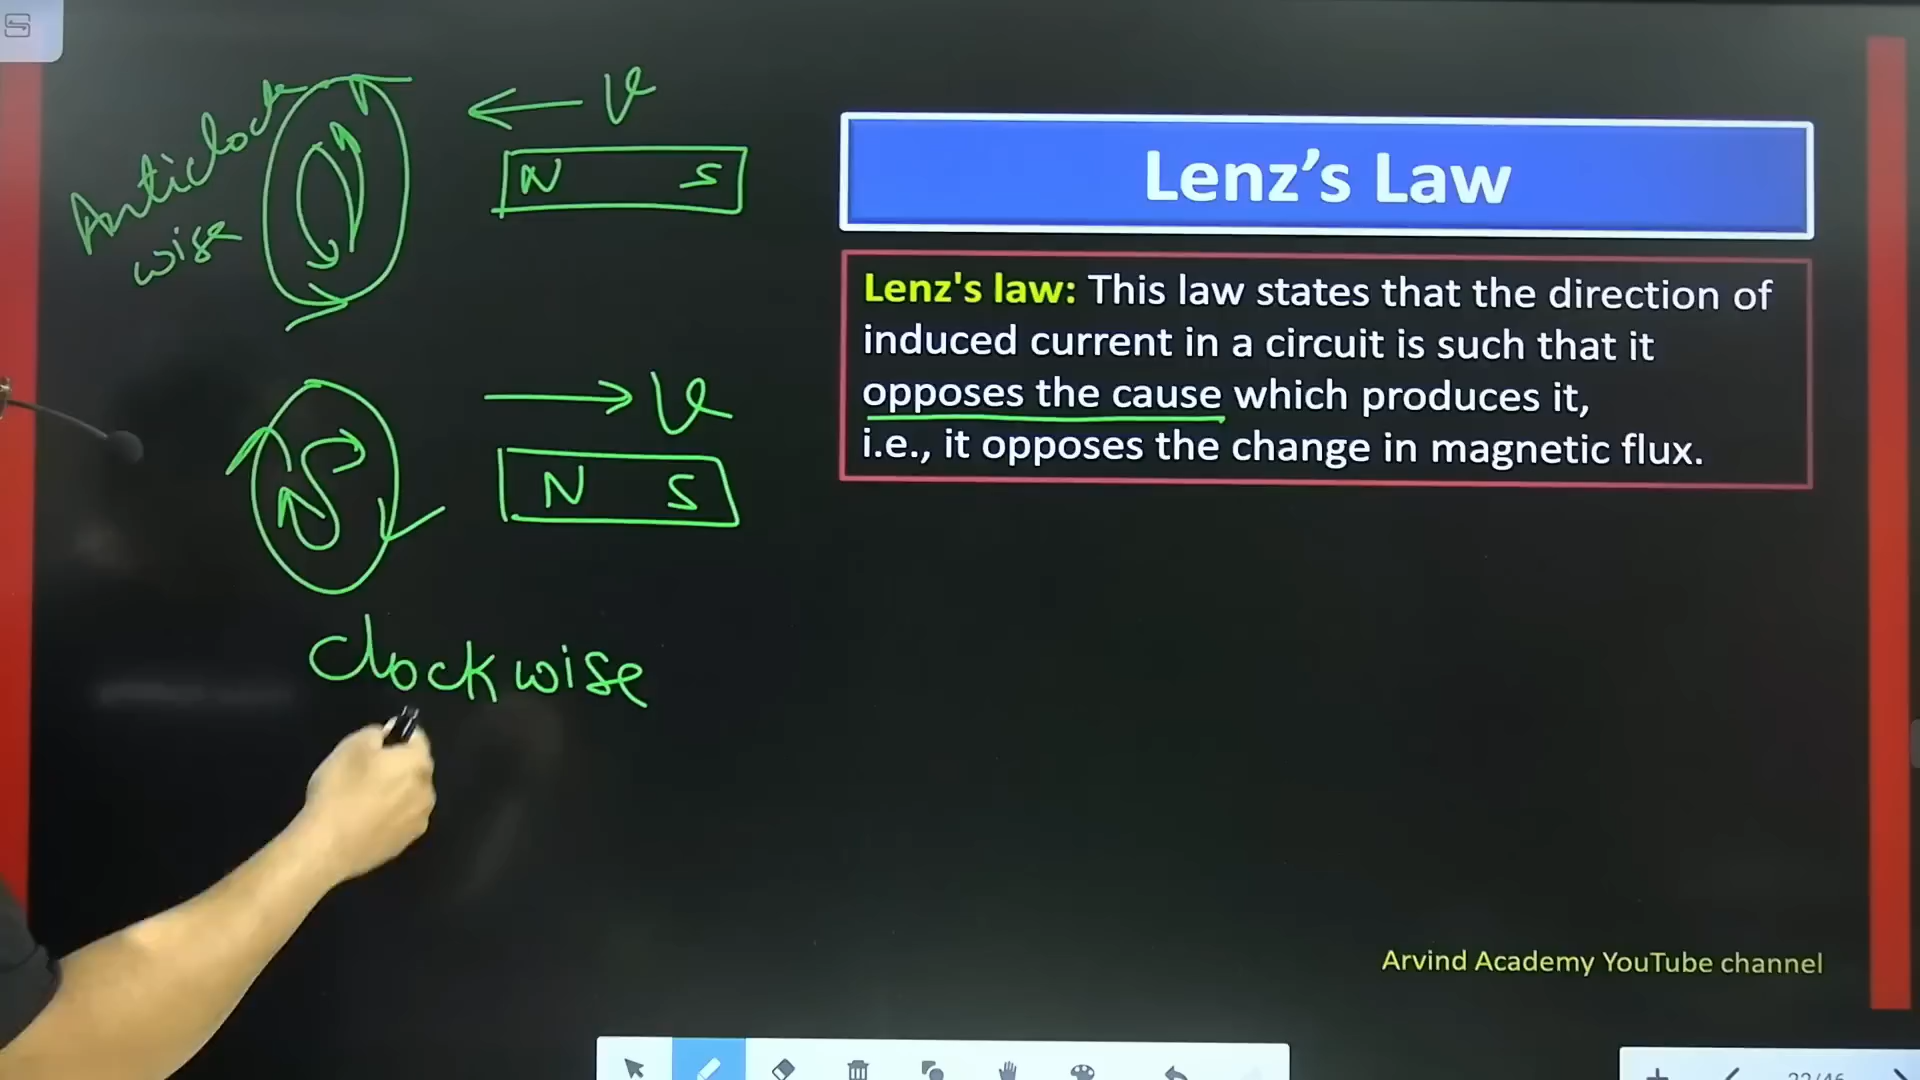 Anticlock
wise
V
N S
V
N S
S
Clockwise
Lenz's Law
Lenz's law: This law states that the direction of
induced current in a circuit is such that it
opposes the cause which produces it,
i.e., it opposes the change in magnetic flux.
Arvind Academy YouTube channel